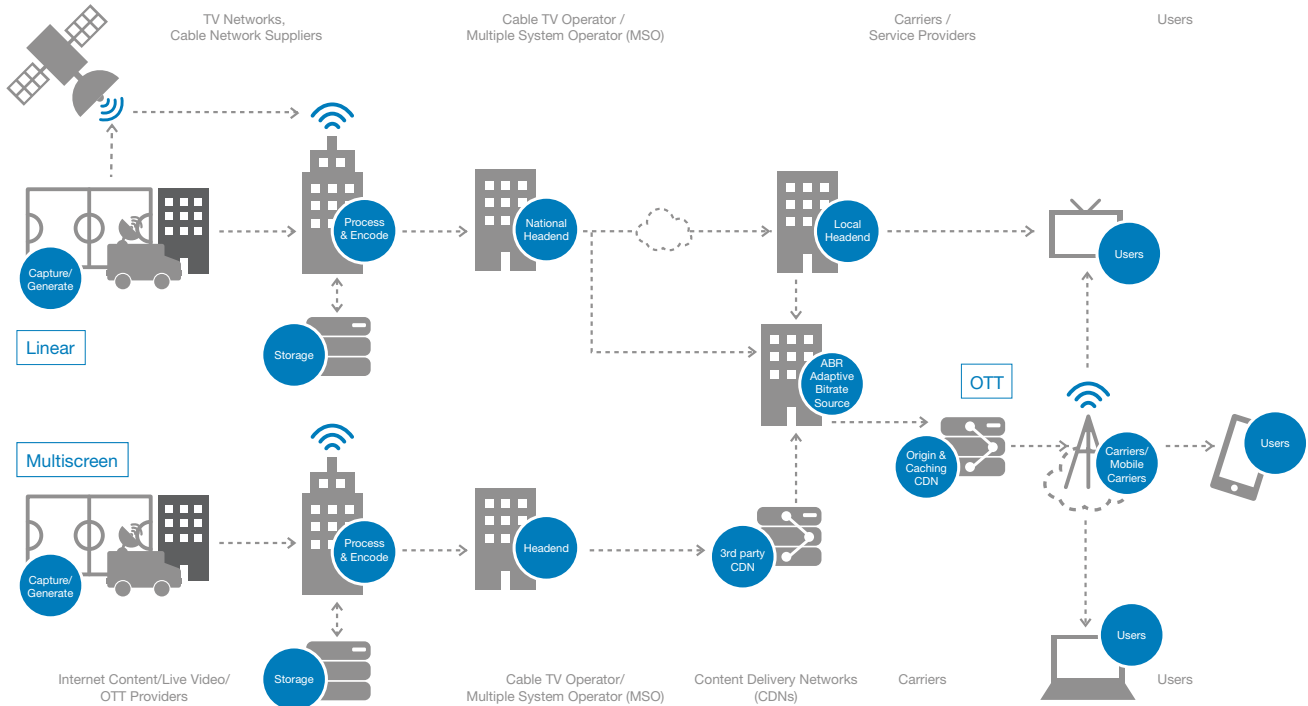 TV Networks,
Cable Network Suppliers
Cable TV Operator /
Multiple System Operator (MSO)
Carriers /
Service Providers
Users
Capture/
Generate
Process
& Encode
National
Headend
Local
Headend
Users
Linear
Storage
ABR
Adaptive
Bitrate
Source
OTT
Multiscreen
Origin &
Caching
CDN
Carriers/
Mobile
Carriers
Users
Capture/
Generate
Process
& Encode
Headend
3rd party
CDN
Users
Storage
Internet Content/Live Video/
OTT Providers
Cable TV Operator/
Multiple System Operator (MSO)
Content Delivery Networks
(CDNs)
Carriers
Users